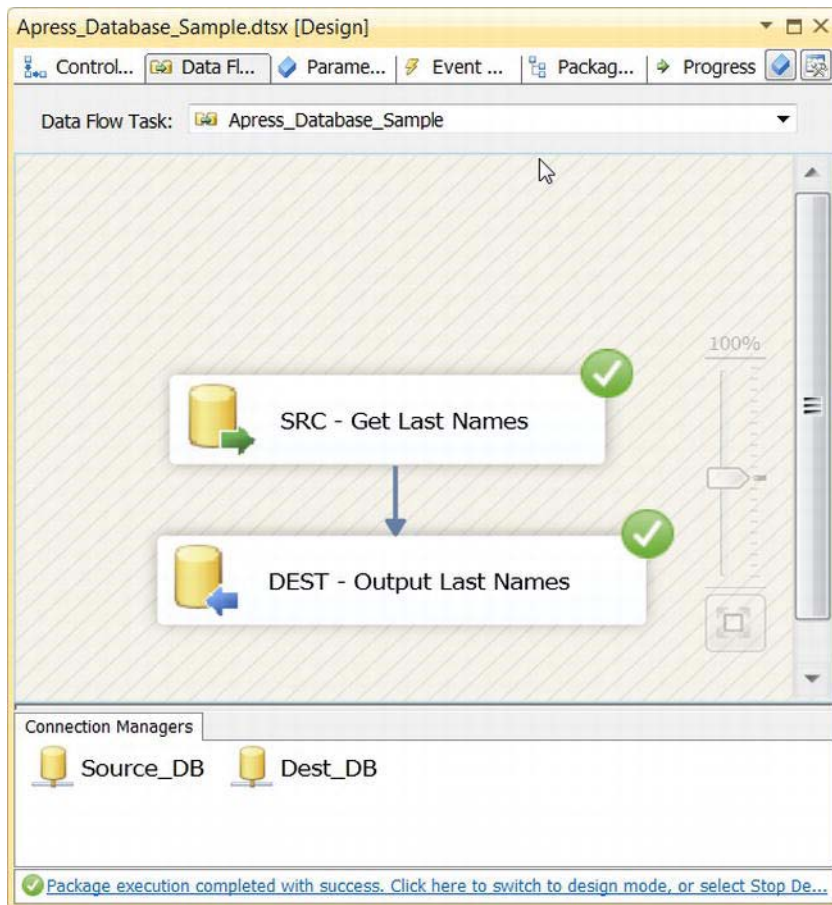 Apress_Database_Sample.dtsx [Design]
Control... Data Fl... Parame... Event ... Packag... Progress
Data Flow Task: Apress_Database_Sample
100%
SRC - Get Last Names
DEST - Output Last Names
Connection Managers
Source_DB Dest_DB
Package execution completed with success. Click here to switch to design mode, or select Stop De...